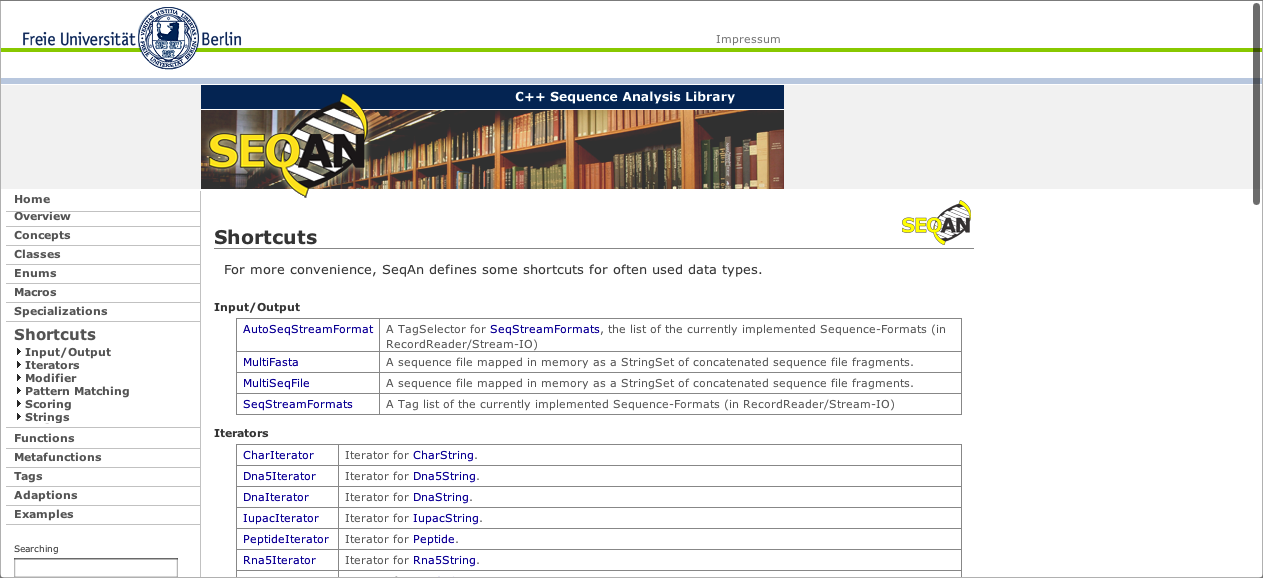 Freie Universität Berlin
Impressum
C++ Sequence Analysis Library
SEQAN
Home
Overview
Concepts
Classes
Enums
Macros
Specializations
Shortcuts
Input/Output
Iterators
Modifier
Pattern Matching
Scoring
Strings
Functions
Metafunctions
Tags
Adaptions
Examples
Searching
SEQAN
Shortcuts
For more convenience, SeqAn defines some shortcuts for often used data types.
Input/Output
AutoSeqStreamFormat A TagSelector for SeqStreamFormats, the list of the currently implemented Sequence-Formats (in
RecordReader/Stream-IO)
MultiFasta A sequence file mapped in memory as a StringSet of concatenated sequence file fragments.
MultiSeqFile A sequence file mapped in memory as a StringSet of concatenated sequence file fragments.
SeqStreamFormats A Tag list of the currently implemented Sequence-Formats (in RecordReader/Stream-IO)
Iterators
CharIterator Iterator for CharString.
Dna5Iterator Iterator for Dna5String.
DnaIterator Iterator for DnaString.
IupacIterator Iterator for IupacString.
PeptideIterator Iterator for Peptide.
Rna5Iterator Iterator for Rna5String.